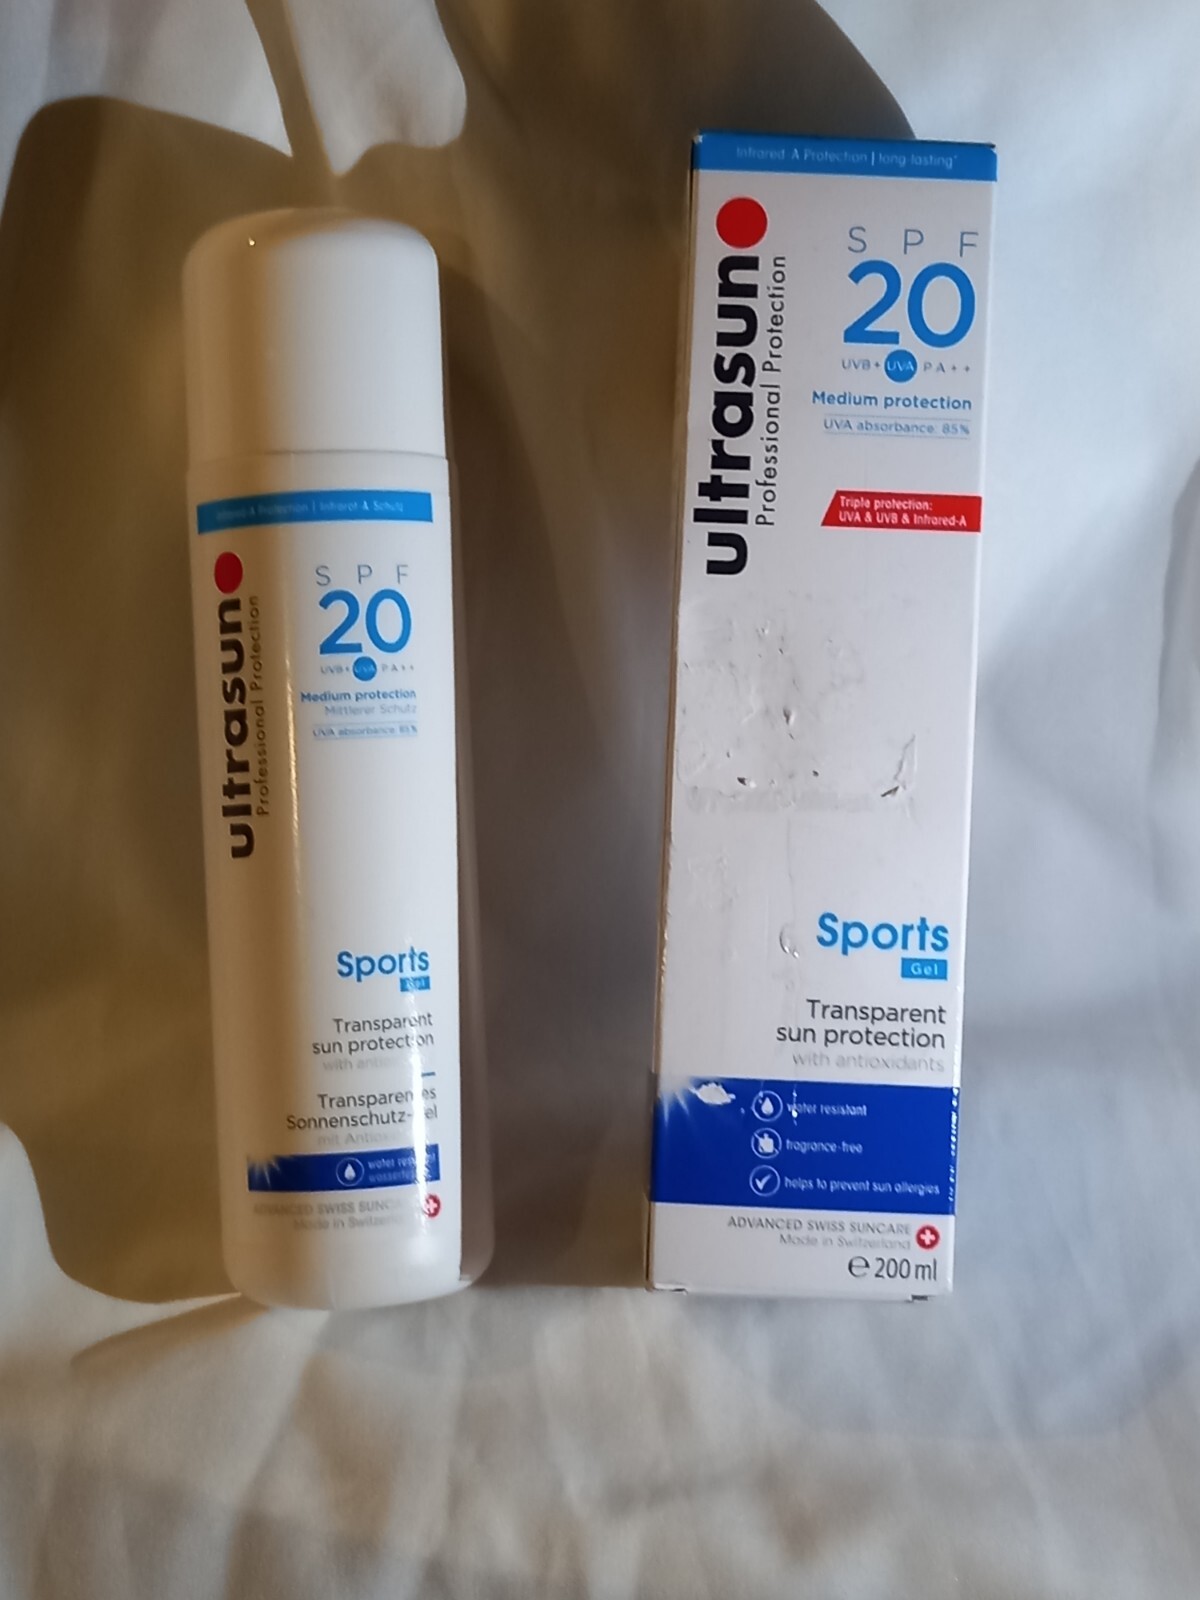 Infrared-A Protection | Infrarot-A Schutz
ultrasun
Professional Protection
SPF
20
UVB+ UVA PA++
Medium protection
Mittlerer Schutz
UVA absorbance: 85%
Sports
Gel
Transparent
sun protection
with
Transparentes
Sonnenschutz-Gel
mit
water
ADVANCED SWISS
Made in
Infrared-A Protection | long-lasting*
ultrasun
Professional Protection
SPF
20
UVB+ UVA PA++
Medium protection
UVA absorbance: 85%
Triple protection:
UVA & UVB & Infrared-A
Sports
Gel
Transparent
sun protection
with antioxidants
water resistant
fragrance-free
helps to prevent sun allergies
ADVANCED SWISS SUNCARE
Made in Switzerland
℮ 200 ml